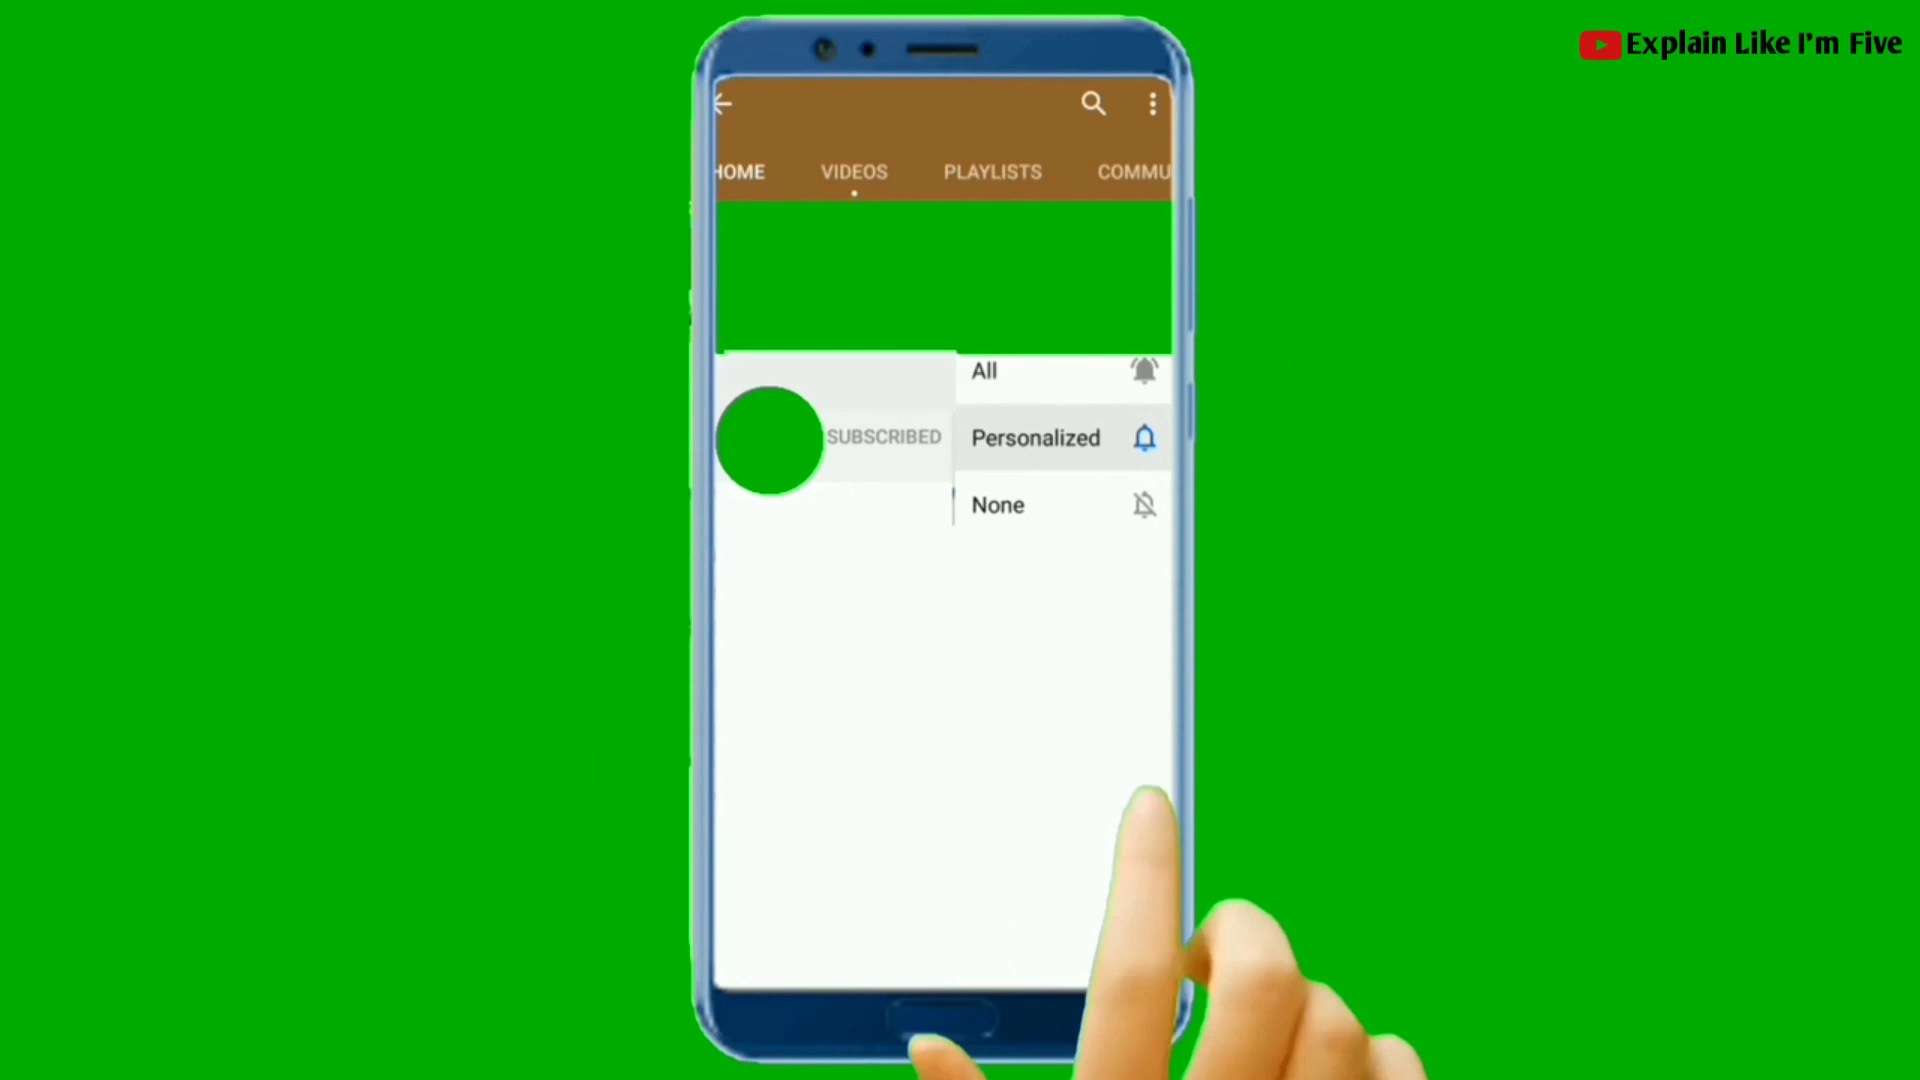 Explain Like I'm Five
HOME VIDEOS PLAYLISTS COMMU
All
SUBSCRIBED Personalized
None